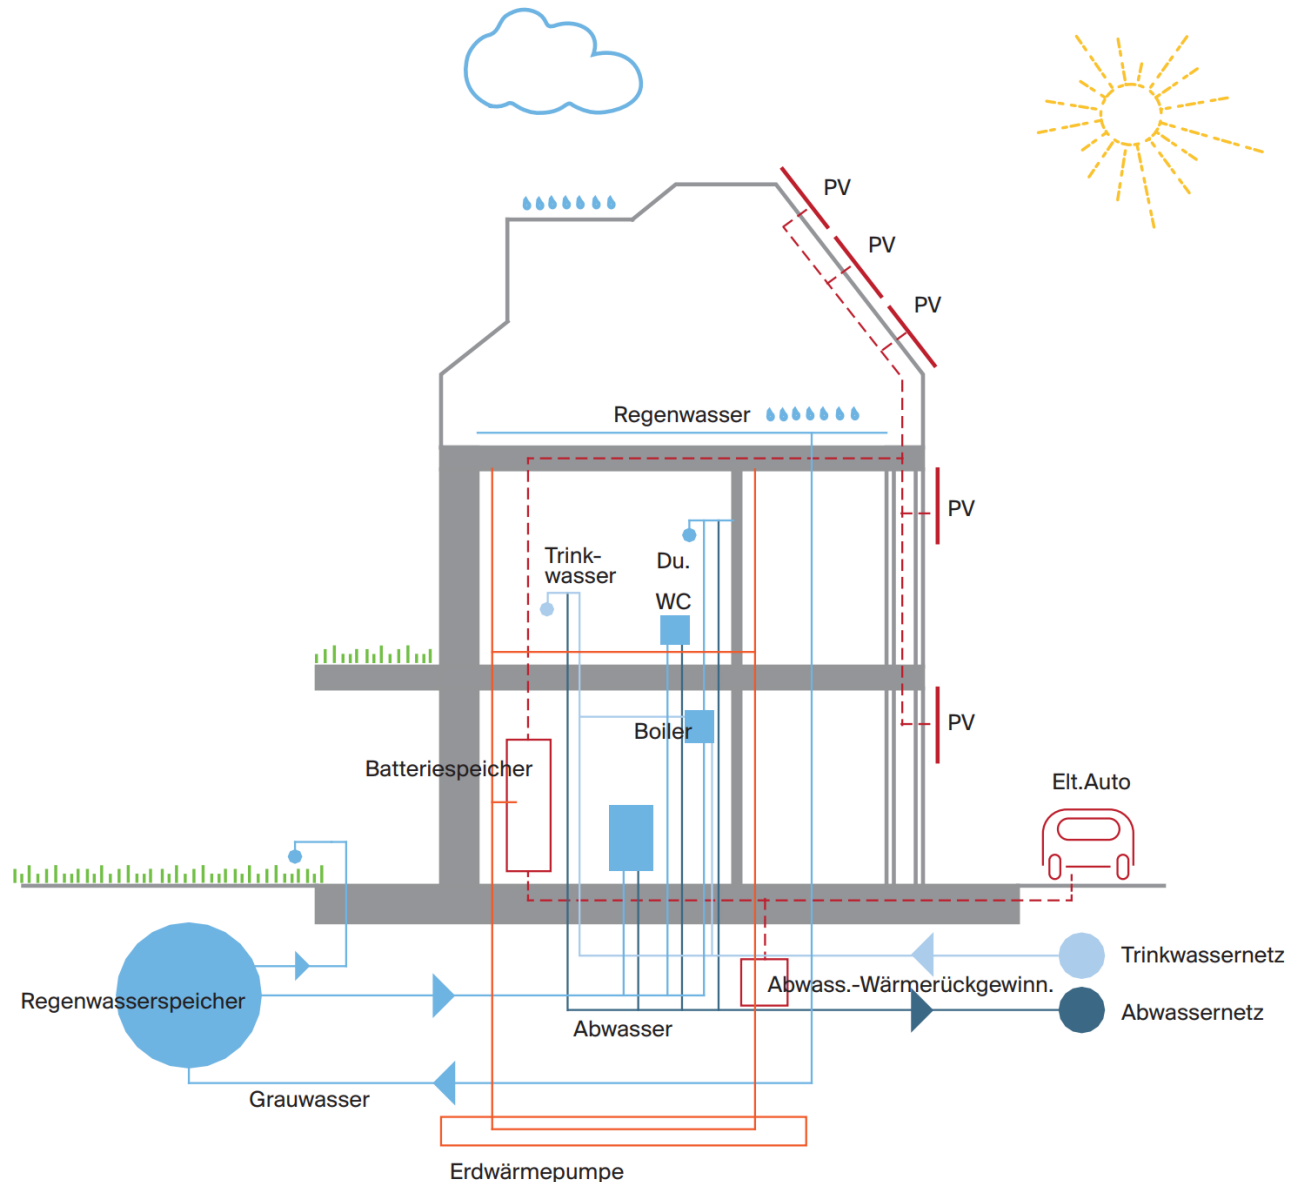 PV
PV
PV
Regenwasser
PV
Trink-
wasser
Du.
WC
PV
Boiler
Batteriespeicher
Elt.Auto
Trinkwassernetz
Abwass.-Wärmerückgewinn.
Regenwasserspeicher
Abwassernetz
Abwasser
Grauwasser
Erdwärmepumpe